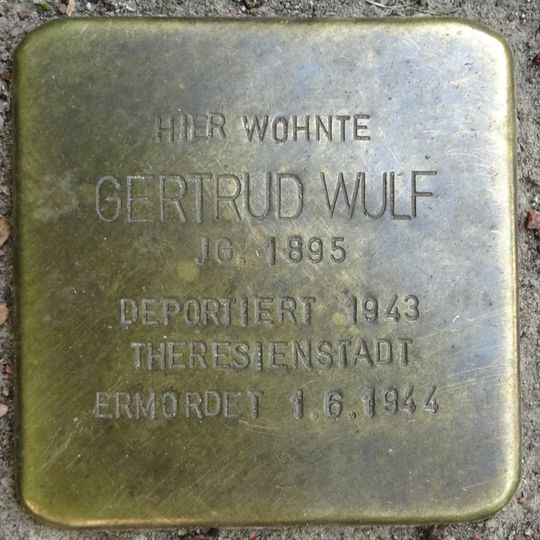 HIER WOHNTE
GERTRUD WULF
JG. 1895
DEPORTIERT 1943
THERESIENSTADT
ERMORDET 1.6.1944